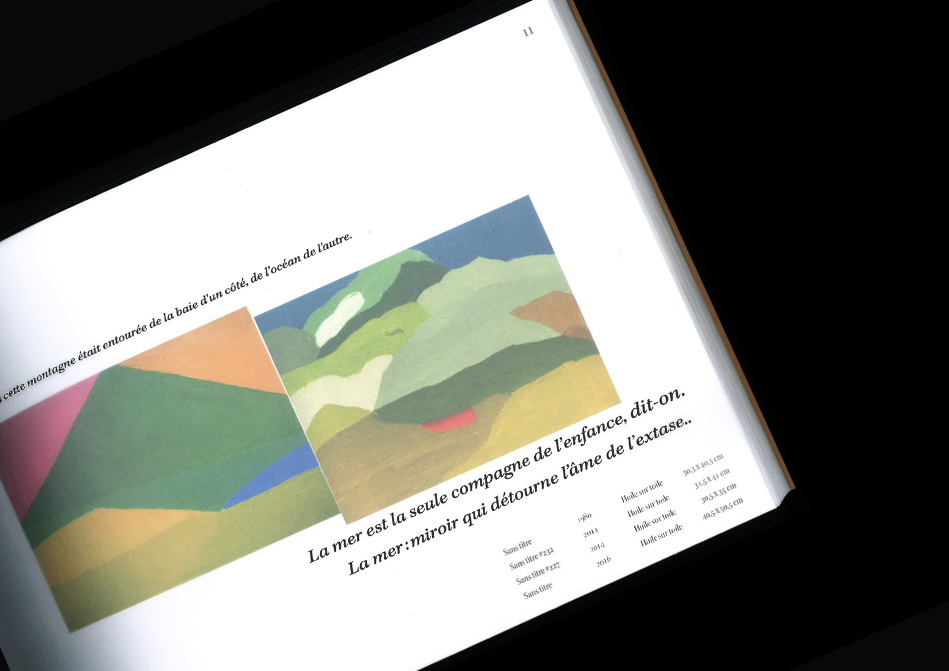 11
cette montagne était entourée de la baie d'un côté, de l'océan de l'autre.
La mer est la seule compagne de l'enfance, dit-on.
La mer : miroir qui détourne l'âme de l'extase..
Sans titre 1980 Huile sur toile 30,3 x 40,5 cm
Sans titre #232 2014 Huile sur toile 31,5 x 41 cm
Sans titre #227 2014 Huile sur toile 30,5 x 35 cm
Sans titre 2016 Huile sur toile 40,5 x 50,5 cm